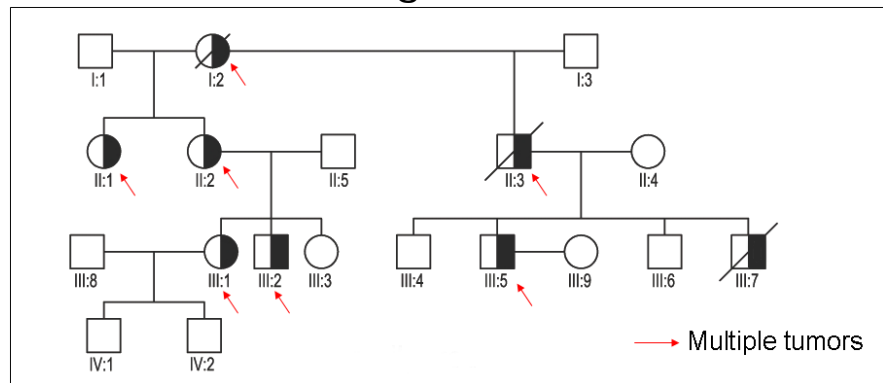 I:1 I:2 I:3
II:1 II:2 II:5 II:3 II:4
III:8 III:1 III:2 III:3 III:4 III:5 III:9 III:6 III:7
Multiple tumors
IV:1 IV:2